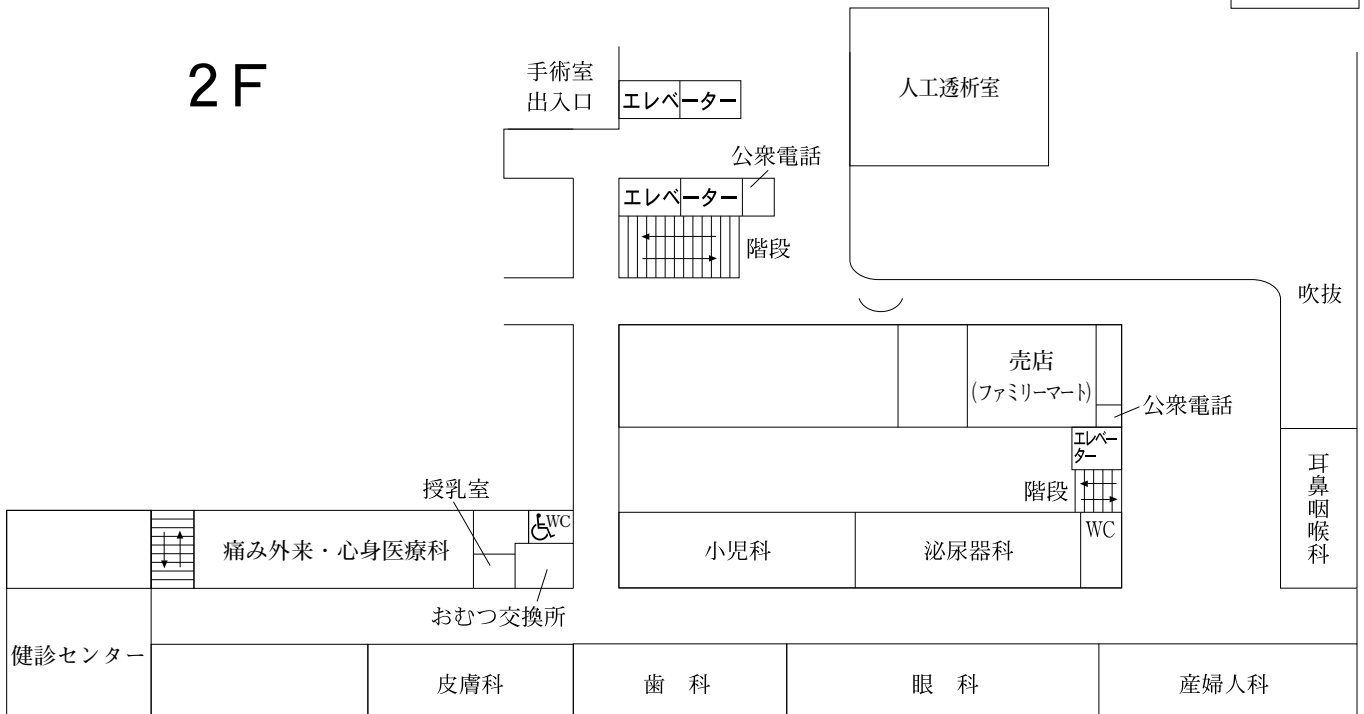 2F
手術室
出入口
エレベーター
人工透析室
公衆電話
エレベーター
階段
吹抜
売店
(ファミリーマート)
公衆電話
エレベー
ター
階段
耳鼻咽喉科
授乳室
WC
WC
痛み外来・心身医療科
小児科
泌尿器科
おむつ交換所
健診センター
皮膚科
歯 科
眼 科
産婦人科